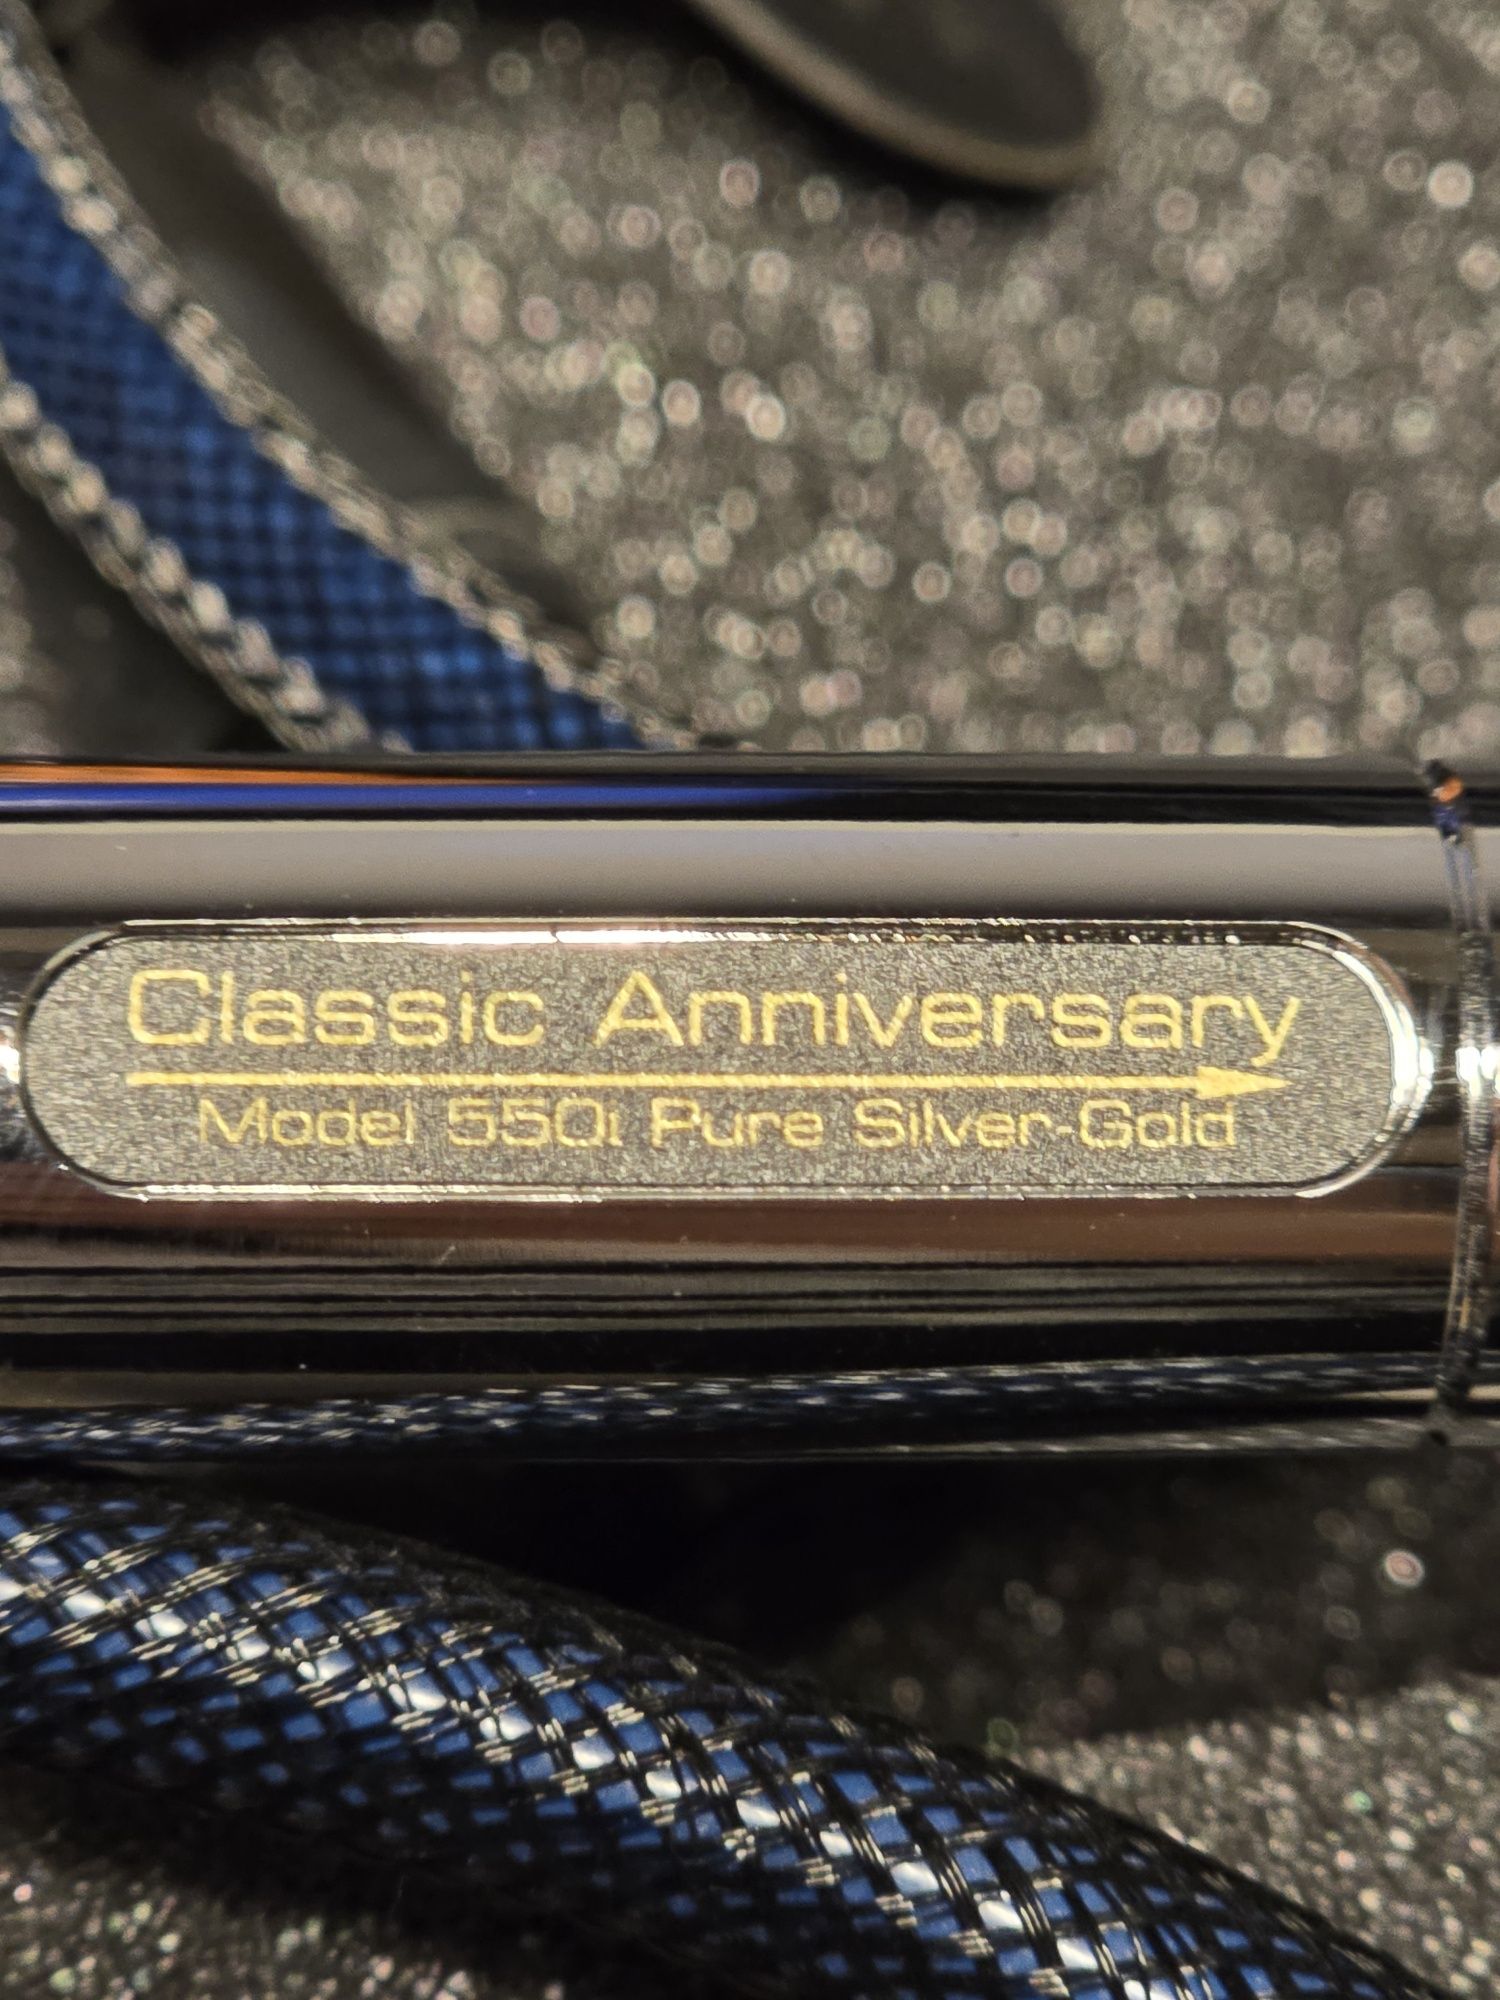 Classic Anniversary
Model 550i Pure Silver-Gold